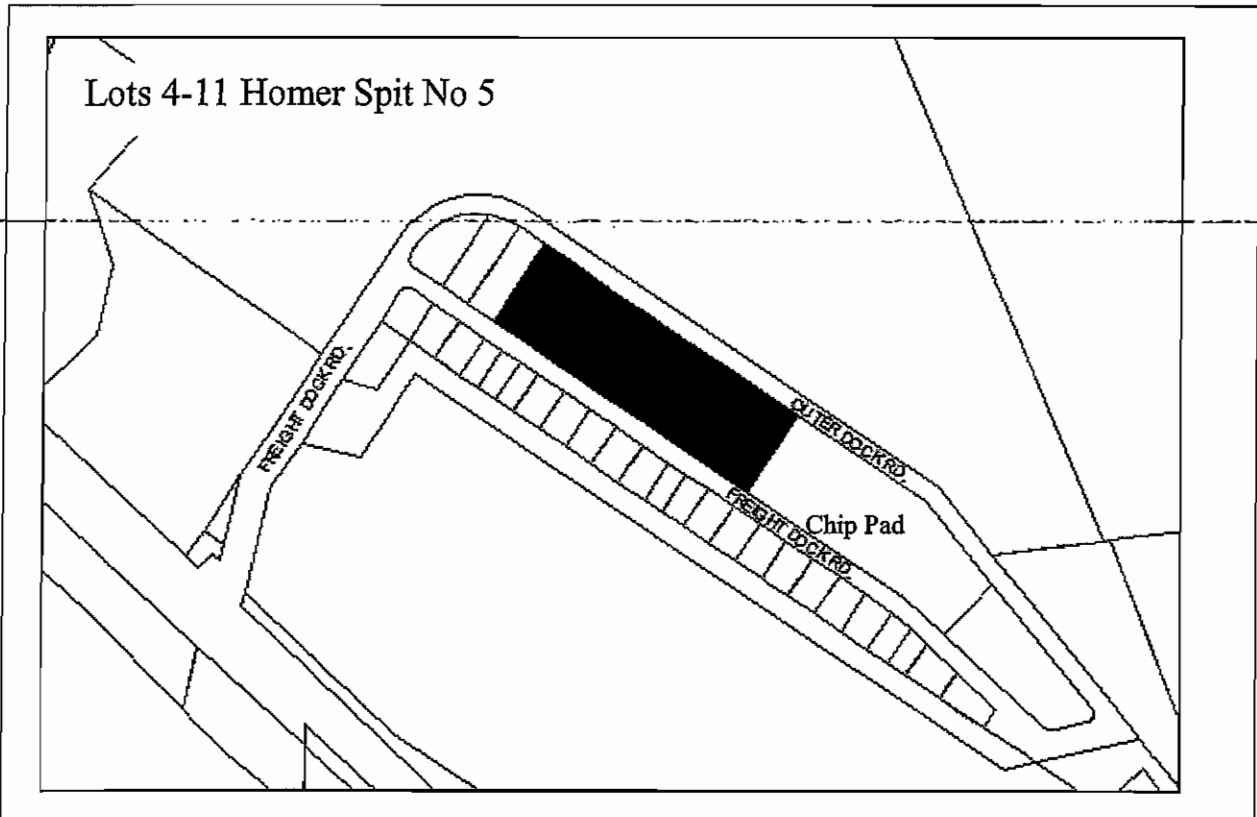 Lots 4-11 Homer Spit No 5
FREIGHT DOCK RD.
OUTER DOCK RD.
FREIGHT DOCK RD.
Chip Pad